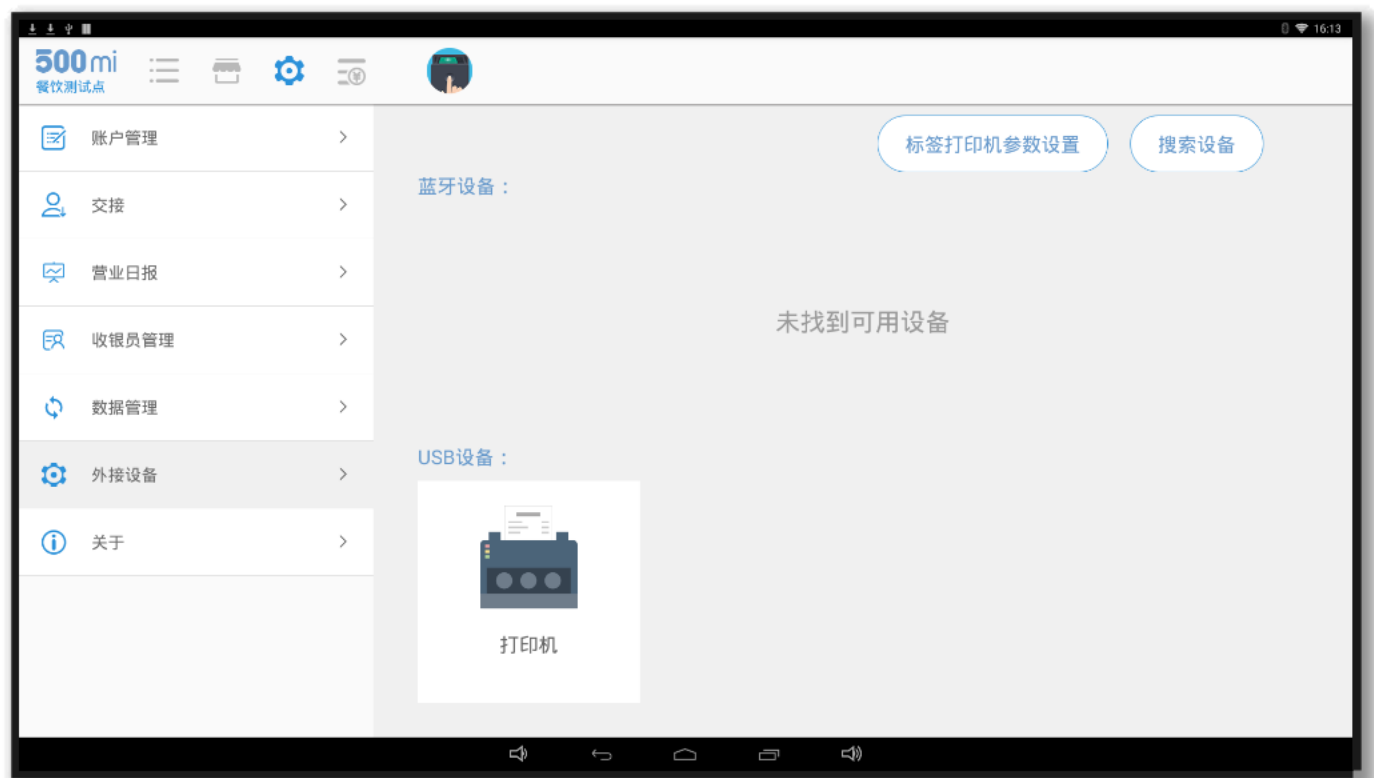 16:13
500mi
餐饮测试点
账户管理
交接
营业日报
收银员管理
数据管理
外接设备
关于
标签打印机参数设置
搜索设备
蓝牙设备：
未找到可用设备
USB设备：
打印机